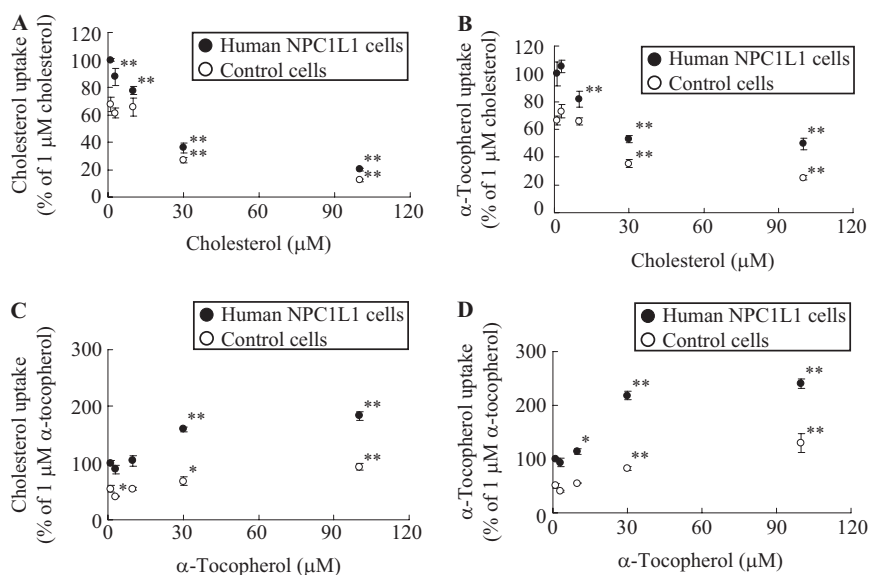 A
Cholesterol uptake
(% of 1 μM cholesterol)
120
100
80
60
40
20
0
0 30 60 90 120
Cholesterol (μM)
● Human NPC1L1 cells
○ Control cells
**
**
**
**
**
**
B
α-Tocopherol uptake
(% of 1 μM cholesterol)
120
100
80
60
40
20
0
0 30 60 90 120
Cholesterol (μM)
● Human NPC1L1 cells
○ Control cells
**
**
**
**
**
C
Cholesterol uptake
(% of 1 μM α-tocopherol)
300
200
100
0
0 30 60 90 120
α-Tocopherol (μM)
● Human NPC1L1 cells
○ Control cells
*
**
*
**
**
D
α-Tocopherol uptake
(% of 1 μM α-tocopherol)
300
200
100
0
0 30 60 90 120
α-Tocopherol (μM)
● Human NPC1L1 cells
○ Control cells
*
**
**
**
**